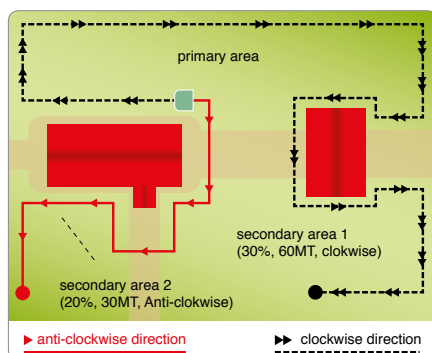 primary area
secondary area 1
(30%, 60MT, clokwise)
secondary area 2
(20%, 30MT, Anti-clokwise)
anti-clockwise direction
clockwise direction